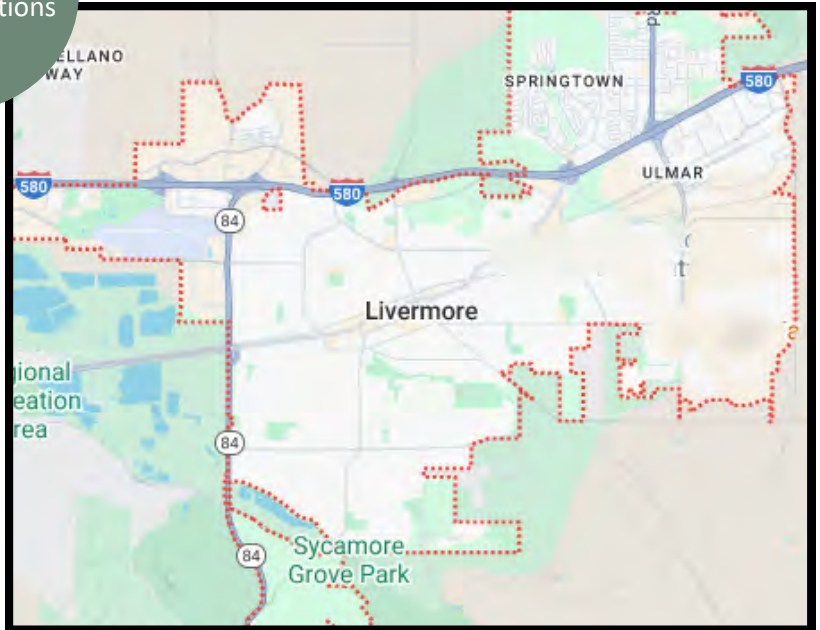 tions
ELLANO
WAY
SPRINGTOWN
580
580
580
ULMAR
84
Livermore
gional
eation
rea
84
84
Sycamore
Grove Park